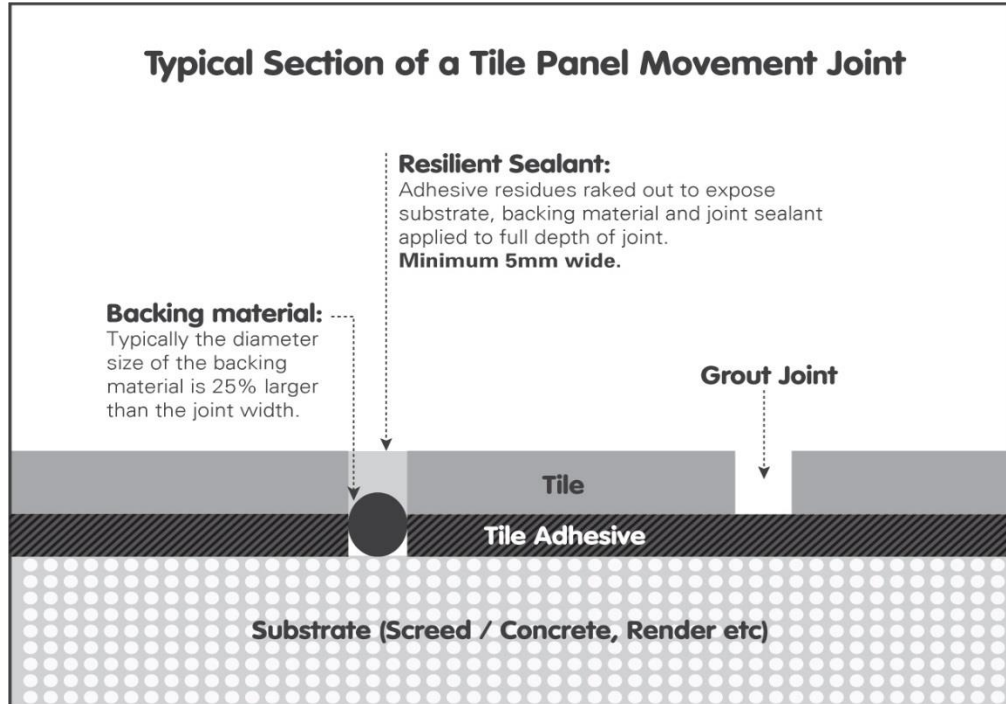 Typical Section of a Tile Panel Movement Joint
Resilient Sealant:
Adhesive residues raked out to expose
substrate, backing material and joint sealant
applied to full depth of joint.
Minimum 5mm wide.
Backing material:
Typically the diameter
size of the backing
material is 25% larger
than the joint width.
Grout Joint
Tile
Tile Adhesive
Substrate (Screed / Concrete, Render etc)